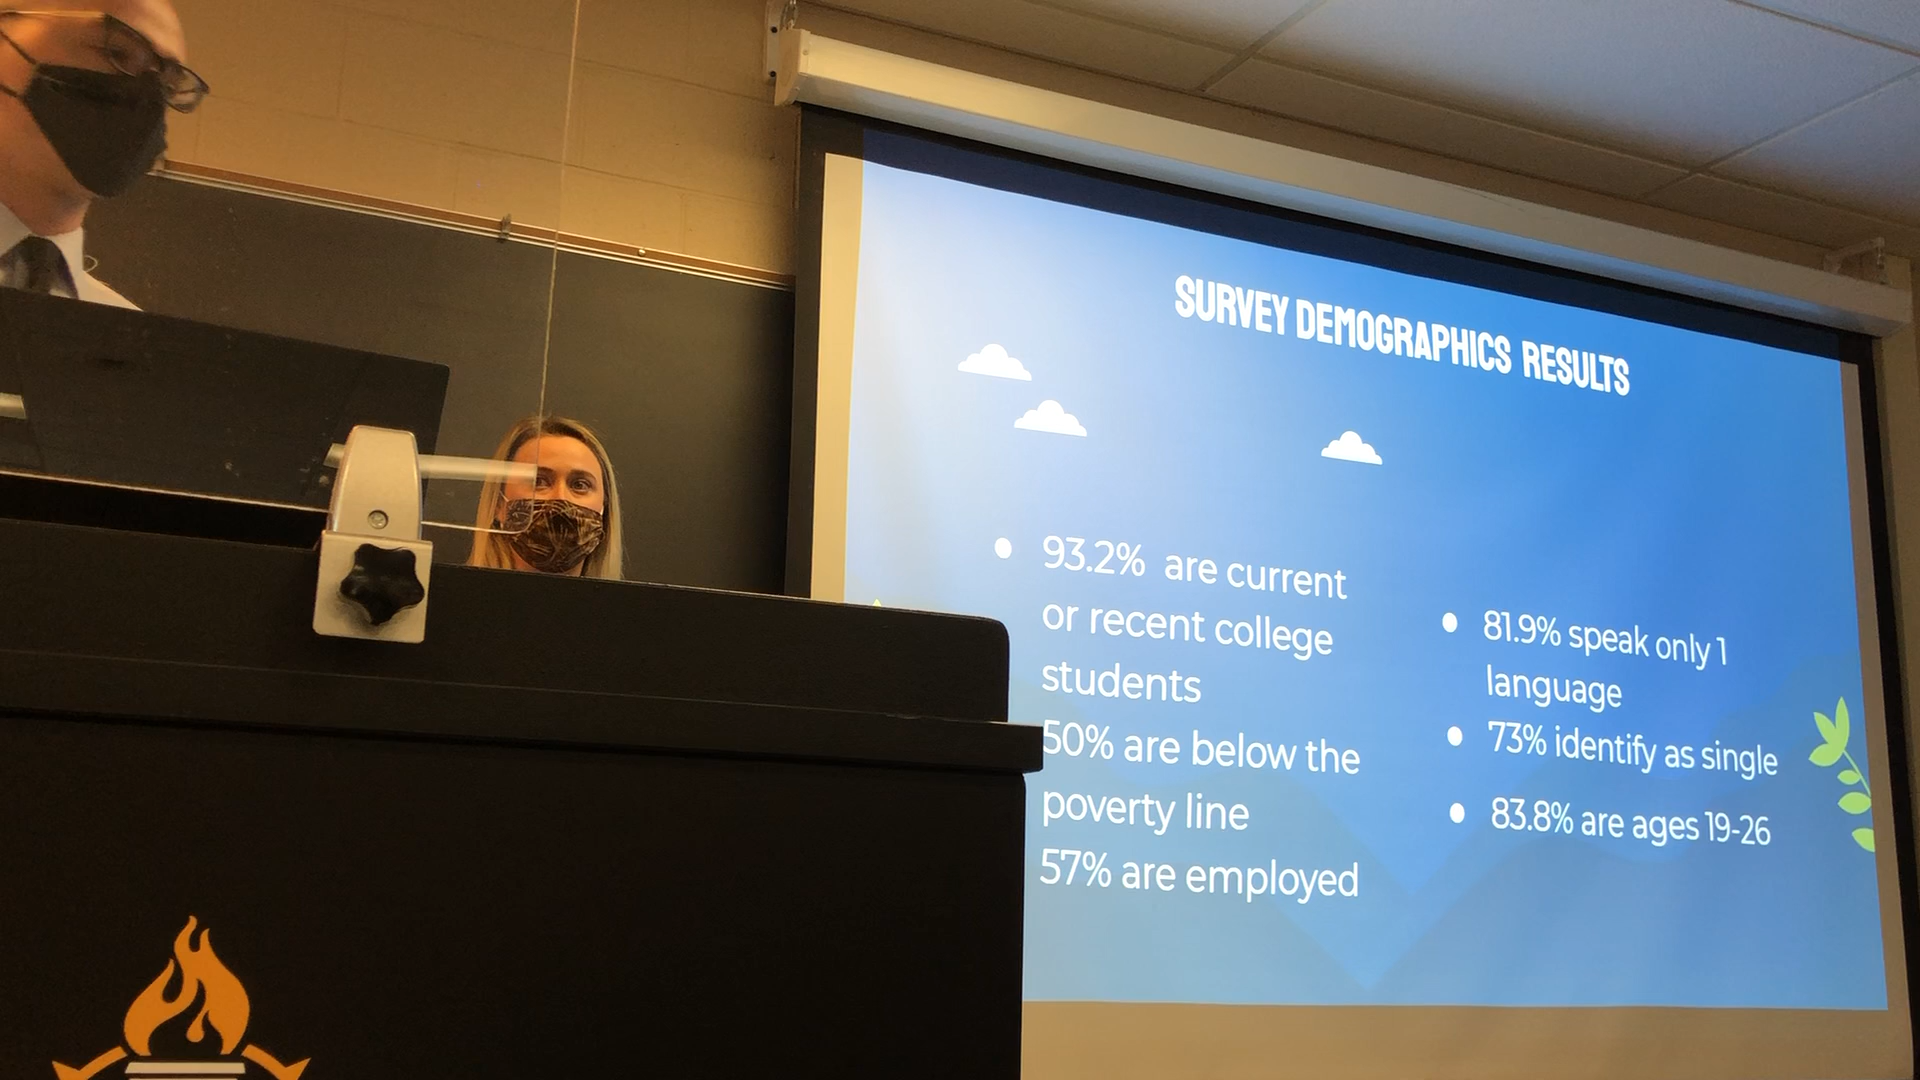 SURVEY DEMOGRAPHICS RESULTS
93.2% are current
or recent college
students
50% are below the
poverty line
57% are employed
81.9% speak only 1
language
73% identify as single
83.8% are ages 19-26